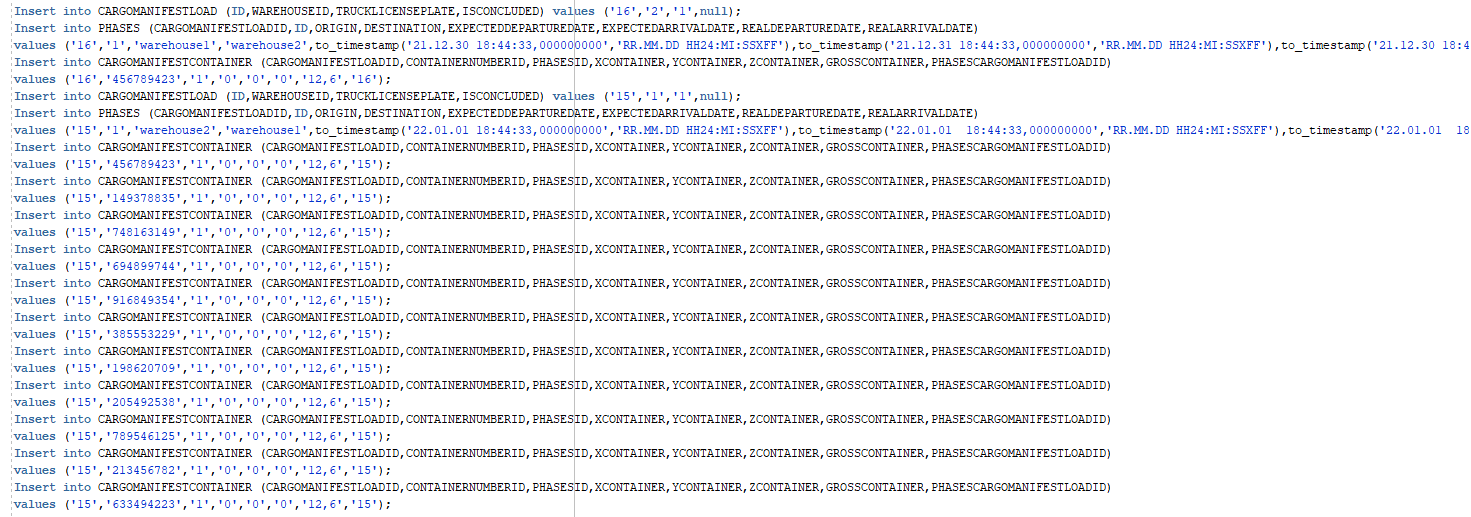 Insert into CARGOMANIFESTLOAD (ID,WAREHOUSEID,TRUCKLICENSEPLATE,ISCONCLUDED) values ('16','2','1',null);
Insert into PHASES (CARGOMANIFESTLOADID,ID,ORIGIN,DESTINATION,EXPECTEDDEPARTUREDATE,EXPECTEDARRIVALDATE,REALDEPARTUREDATE,REALARRIVALDATE)
values ('16','1','warehouse1','warehouse2',to_timestamp('21.12.30 18:44:33,000000000','RR.MM.DD HH24:MI:SSXFF'),to_timestamp('21.12.31 18:44:33,000000000','RR.MM.DD HH24:MI:SSXFF'),to_timestamp('21.12.30 18:4
Insert into CARGOMANIFESTCONTAINER (CARGOMANIFESTLOADID,CONTAINERNUMBERID,PHASESID,XCONTAINER,YCONTAINER,ZCONTAINER,GROSSCONTAINER,PHASESCARGOMANIFESTLOADID)
values ('16','456789423','1','0','0','0','12,6','16');
Insert into CARGOMANIFESTLOAD (ID,WAREHOUSEID,TRUCKLICENSEPLATE,ISCONCLUDED) values ('15','1','1',null);
Insert into PHASES (CARGOMANIFESTLOADID,ID,ORIGIN,DESTINATION,EXPECTEDDEPARTUREDATE,EXPECTEDARRIVALDATE,REALDEPARTUREDATE,REALARRIVALDATE)
values ('15','1','warehouse2','warehouse1',to_timestamp('22.01.01 18:44:33,000000000','RR.MM.DD HH24:MI:SSXFF'),to_timestamp('22.01.01  18:44:33,000000000','RR.MM.DD HH24:MI:SSXFF'),to_timestamp('22.01.01  18
Insert into CARGOMANIFESTCONTAINER (CARGOMANIFESTLOADID,CONTAINERNUMBERID,PHASESID,XCONTAINER,YCONTAINER,ZCONTAINER,GROSSCONTAINER,PHASESCARGOMANIFESTLOADID)
values ('15','456789423','1','0','0','0','12,6','15');
Insert into CARGOMANIFESTCONTAINER (CARGOMANIFESTLOADID,CONTAINERNUMBERID,PHASESID,XCONTAINER,YCONTAINER,ZCONTAINER,GROSSCONTAINER,PHASESCARGOMANIFESTLOADID)
values ('15','149378835','1','0','0','0','12,6','15');
Insert into CARGOMANIFESTCONTAINER (CARGOMANIFESTLOADID,CONTAINERNUMBERID,PHASESID,XCONTAINER,YCONTAINER,ZCONTAINER,GROSSCONTAINER,PHASESCARGOMANIFESTLOADID)
values ('15','748163149','1','0','0','0','12,6','15');
Insert into CARGOMANIFESTCONTAINER (CARGOMANIFESTLOADID,CONTAINERNUMBERID,PHASESID,XCONTAINER,YCONTAINER,ZCONTAINER,GROSSCONTAINER,PHASESCARGOMANIFESTLOADID)
values ('15','694899744','1','0','0','0','12,6','15');
Insert into CARGOMANIFESTCONTAINER (CARGOMANIFESTLOADID,CONTAINERNUMBERID,PHASESID,XCONTAINER,YCONTAINER,ZCONTAINER,GROSSCONTAINER,PHASESCARGOMANIFESTLOADID)
values ('15','916849354','1','0','0','0','12,6','15');
Insert into CARGOMANIFESTCONTAINER (CARGOMANIFESTLOADID,CONTAINERNUMBERID,PHASESID,XCONTAINER,YCONTAINER,ZCONTAINER,GROSSCONTAINER,PHASESCARGOMANIFESTLOADID)
values ('15','385553229','1','0','0','0','12,6','15');
Insert into CARGOMANIFESTCONTAINER (CARGOMANIFESTLOADID,CONTAINERNUMBERID,PHASESID,XCONTAINER,YCONTAINER,ZCONTAINER,GROSSCONTAINER,PHASESCARGOMANIFESTLOADID)
values ('15','198620709','1','0','0','0','12,6','15');
Insert into CARGOMANIFESTCONTAINER (CARGOMANIFESTLOADID,CONTAINERNUMBERID,PHASESID,XCONTAINER,YCONTAINER,ZCONTAINER,GROSSCONTAINER,PHASESCARGOMANIFESTLOADID)
values ('15','205492538','1','0','0','0','12,6','15');
Insert into CARGOMANIFESTCONTAINER (CARGOMANIFESTLOADID,CONTAINERNUMBERID,PHASESID,XCONTAINER,YCONTAINER,ZCONTAINER,GROSSCONTAINER,PHASESCARGOMANIFESTLOADID)
values ('15','789546125','1','0','0','0','12,6','15');
Insert into CARGOMANIFESTCONTAINER (CARGOMANIFESTLOADID,CONTAINERNUMBERID,PHASESID,XCONTAINER,YCONTAINER,ZCONTAINER,GROSSCONTAINER,PHASESCARGOMANIFESTLOADID)
values ('15','213456782','1','0','0','0','12,6','15');
Insert into CARGOMANIFESTCONTAINER (CARGOMANIFESTLOADID,CONTAINERNUMBERID,PHASESID,XCONTAINER,YCONTAINER,ZCONTAINER,GROSSCONTAINER,PHASESCARGOMANIFESTLOADID)
values ('15','633494223','1','0','0','0','12,6','15');